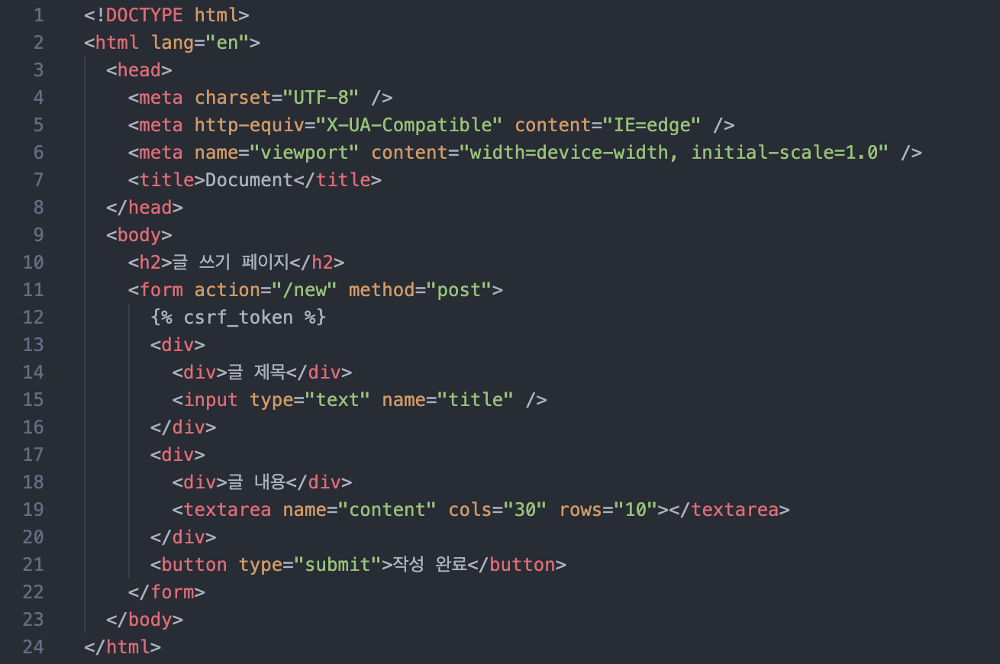 1 <!DOCTYPE html>
2 <html lang="en">
3 <head>
4 <meta charset="UTF-8" />
5 <meta http-equiv="X-UA-Compatible" content="IE=edge" />
6 <meta name="viewport" content="width=device-width, initial-scale=1.0" />
7 <title>Document</title>
8 </head>
9 <body>
10 <h2>글 쓰기 페이지</h2>
11 <form action="/new" method="post">
12 {% csrf_token %}
13 <div>
14 <div>글 제목</div>
15 <input type="text" name="title" />
16 </div>
17 <div>
18 <div>글 내용</div>
19 <textarea name="content" cols="30" rows="10"></textarea>
20 </div>
21 <button type="submit">작성 완료</button>
22 </form>
23 </body>
24 </html>